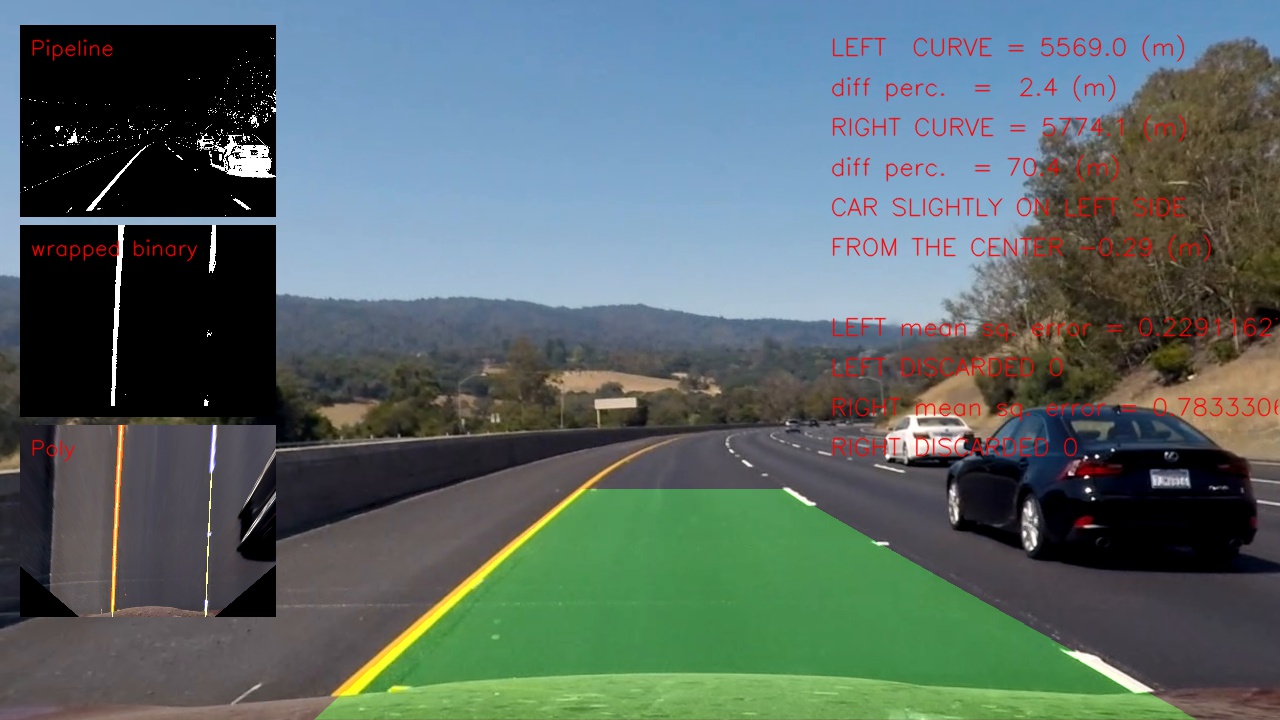 Pipeline
wrapped binary
Poly
LEFT CURVE = 5569.0 (m)
diff perc. = 2.4 (m)
RIGHT CURVE = 5774.1 (m)
diff perc. = 70.4 (m)
CAR SLIGHTLY ON LEFT SIDE
FROM THE CENTER -0.29 (m)
LEFT mean sq. error = 0.2291162
LEFT DISCARDED 0
RIGHT mean sq. error = 0.783330
RIGHT DISCARDED 0